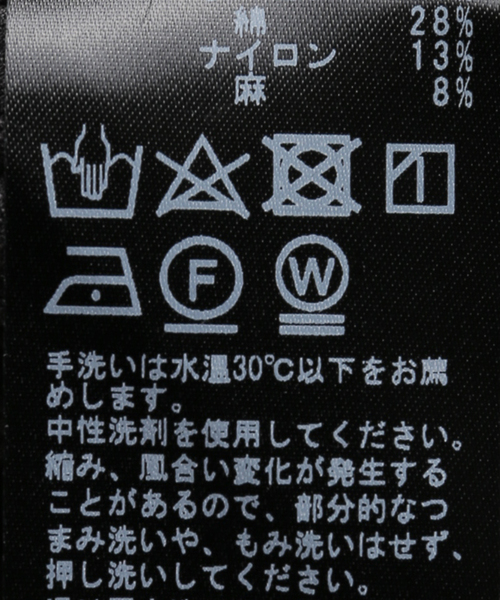 綿 28%
ナイロン 13%
麻 8%
F W
手洗いは水温30℃以下をお薦
めします。
中性洗剤を使用してください。
縮み、風合い変化が発生する
ことがあるので、部分的なつ
まみ洗いや、もみ洗いはせず、
押し洗いしてください。